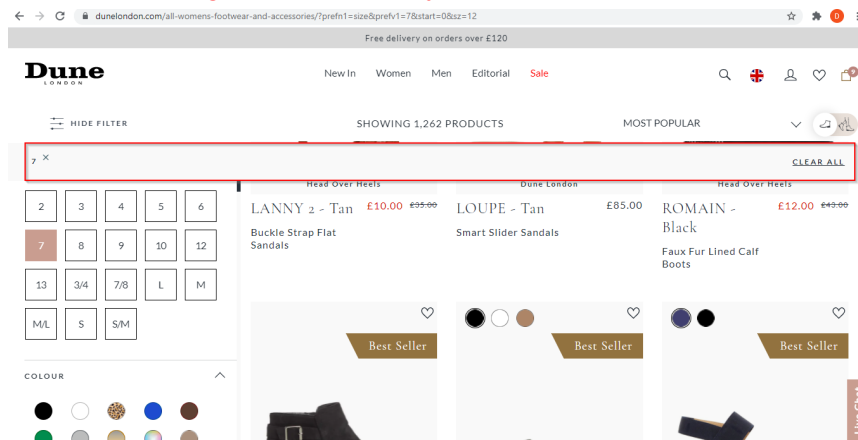 dunelondon.com/all-womens-footwear-and-accessories/?prefn1=size&prefv1=7&start=0&sz=12
D
Free delivery on orders over £120
Dune
LONDON
New In Women Men Editorial Sale
HIDE FILTER
SHOWING 1,262 PRODUCTS
MOST POPULAR
7 ×
CLEAR ALL
Head Over Heels
Dune London
Head Over Heels
2 3 4 5 6
7 8 9 10 12
13 3/4 7/8 L M
M/L S S/M
COLOUR
LANNY 2 - Tan £10.00 £35.00
Buckle Strap Flat
Sandals
LOUPE - Tan £85.00
Smart Slider Sandals
ROMAIN -
Black
£12.00 £43.00
Faux Fur Lined Calf
Boots
Best Seller
Best Seller
Best Seller